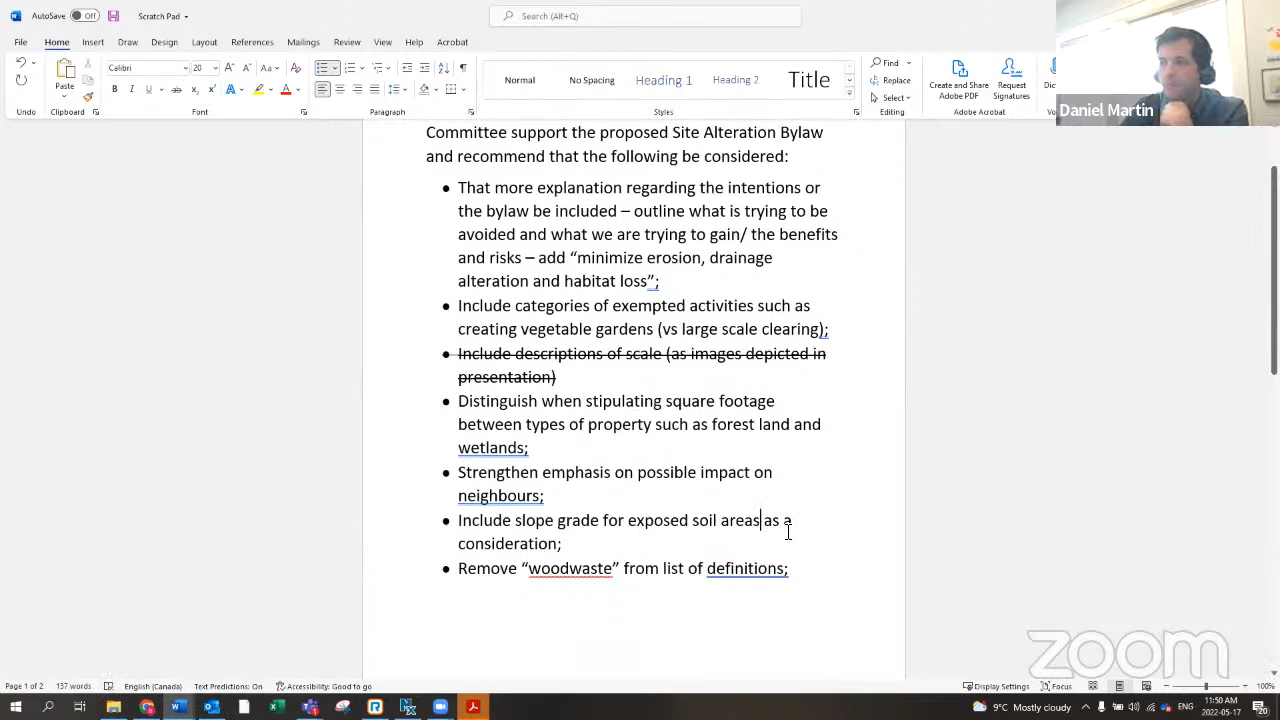 AutoSave Off Scratch Pad Search (Alt+Q)
File Home Insert Draw Design Layout References Mailings Review View Help Acrobat
Undo
Paste
Clipboard
Calibri 20
Font
Paragraph
Normal No Spacing Heading 1 Heading 2 Title
Styles
Find
Replace
Select
Editing
Create and Share Adobe PDF
Request Signatures
Adobe Acrobat
Daniel Martin
Committee support the proposed Site Alteration Bylaw
and recommend that the following be considered:
• That more explanation regarding the intentions or
the bylaw be included – outline what is trying to be
avoided and what we are trying to gain/ the benefits
and risks – add “minimize erosion, drainage
alteration and habitat loss”;
• Include categories of exempted activities such as
creating vegetable gardens (vs large scale clearing);
• Include descriptions of scale (as images depicted in
presentation)
• Distinguish when stipulating square footage
between types of property such as forest land and
wetlands;
• Strengthen emphasis on possible impact on
neighbours;
• Include slope grade for exposed soil areas as a
consideration;
• Remove “woodwaste” from list of definitions;
zoom
Page 1 of 2 137 words English (Canada) Text Predictions: On Accessibility: Good to go Display Settings Focus 100%
9°C Mostly cloudy ENG 11:50 AM 2022-05-17 20